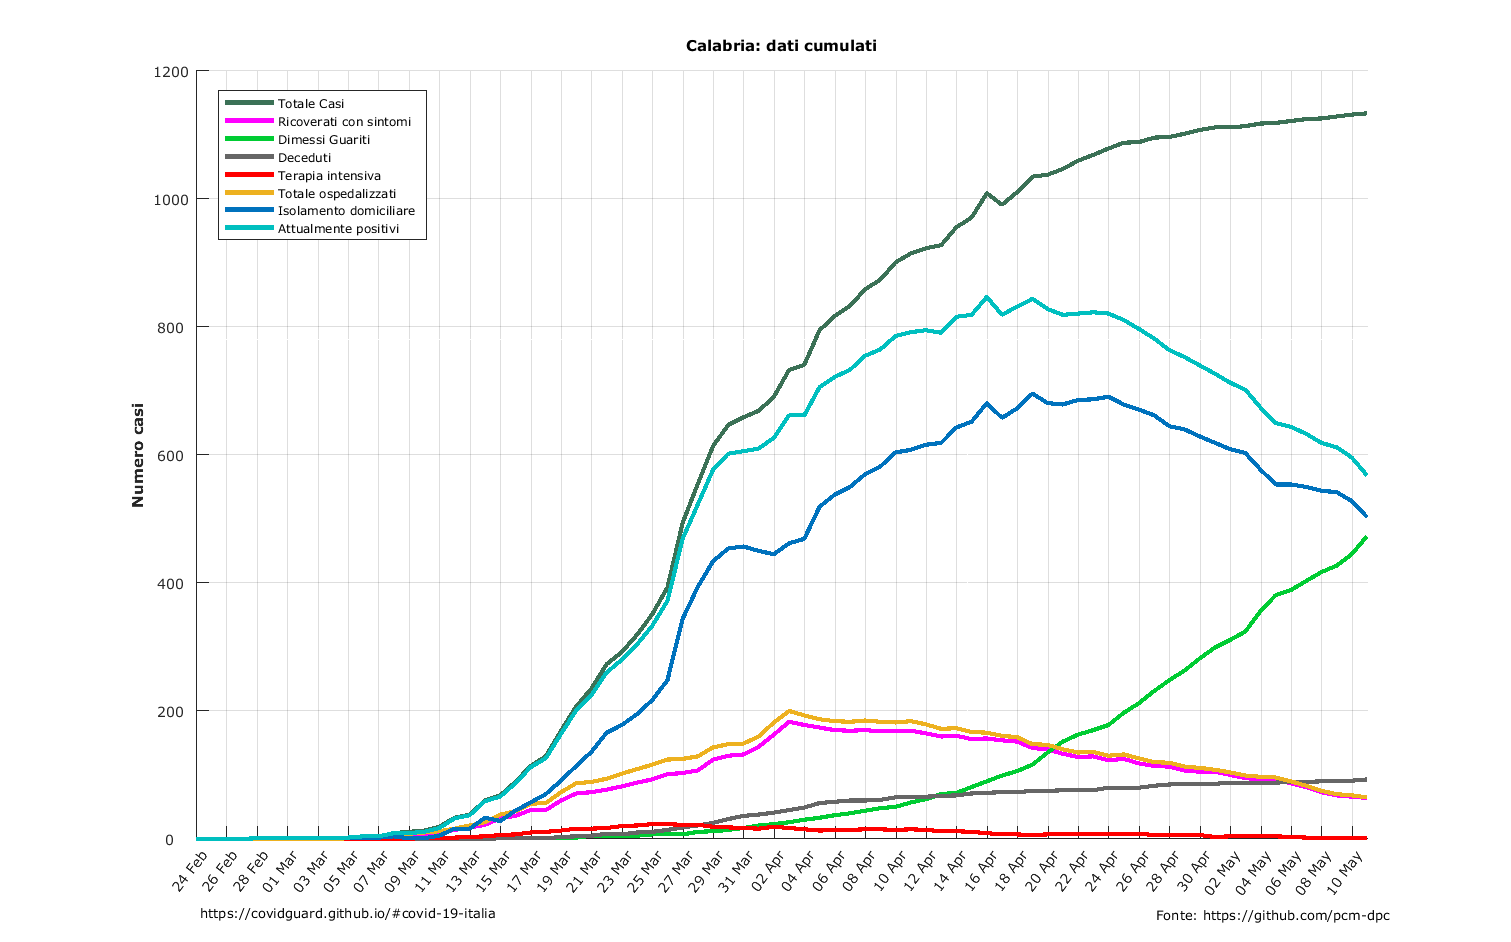 Calabria: dati cumulati
1200
1000
800
600
400
200
0
Numero casi
Totale Casi
Ricoverati con sintomi
Dimessi Guariti
Deceduti
Terapia intensiva
Totale ospedalizzati
Isolamento domiciliare
Attualmente positivi
24 Feb
26 Feb
28 Feb
01 Mar
03 Mar
05 Mar
07 Mar
09 Mar
11 Mar
13 Mar
15 Mar
17 Mar
19 Mar
21 Mar
23 Mar
25 Mar
27 Mar
29 Mar
31 Mar
02 Apr
04 Apr
06 Apr
08 Apr
10 Apr
12 Apr
14 Apr
16 Apr
18 Apr
20 Apr
22 Apr
24 Apr
26 Apr
28 Apr
30 Apr
02 May
04 May
06 May
08 May
10 May
https://covidguard.github.io/#covid-19-italia
Fonte: https://github.com/pcm-dpc